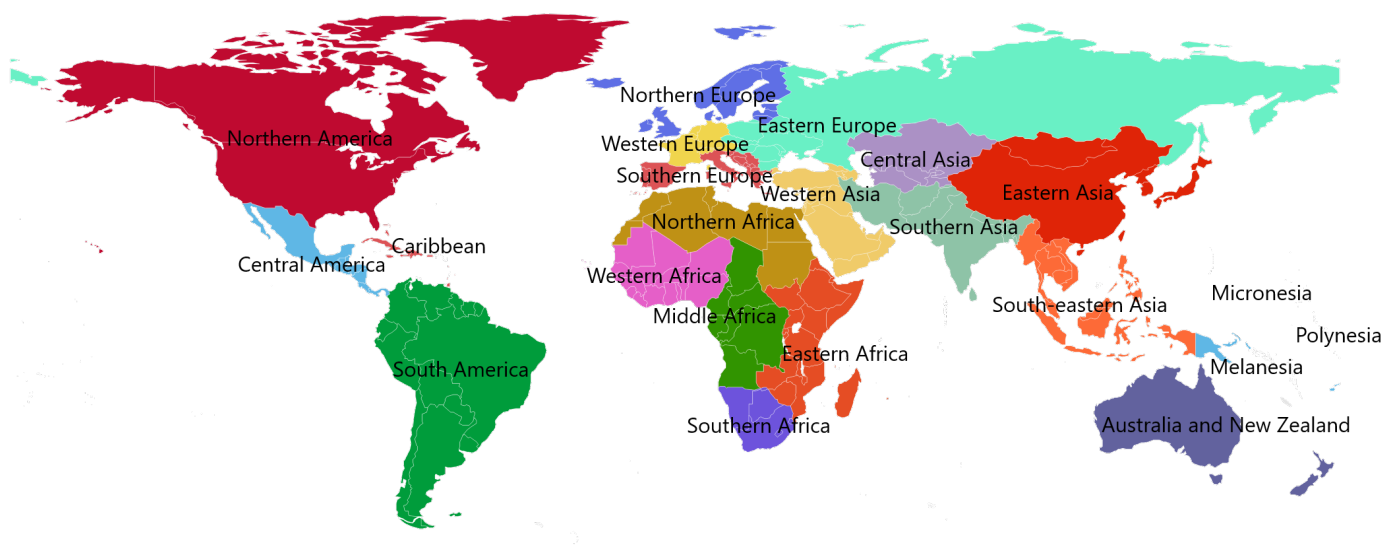 Northern Europe
Eastern Europe
Northern America
Western Europe
Central Asia
Southern Europe
Western Asia
Eastern Asia
Northern Africa
Southern Asia
Caribbean
Central America
Western Africa
Micronesia
South-eastern Asia
Middle Africa
Polynesia
Eastern Africa
Melanesia
South America
Southern Africa
Australia and New Zealand